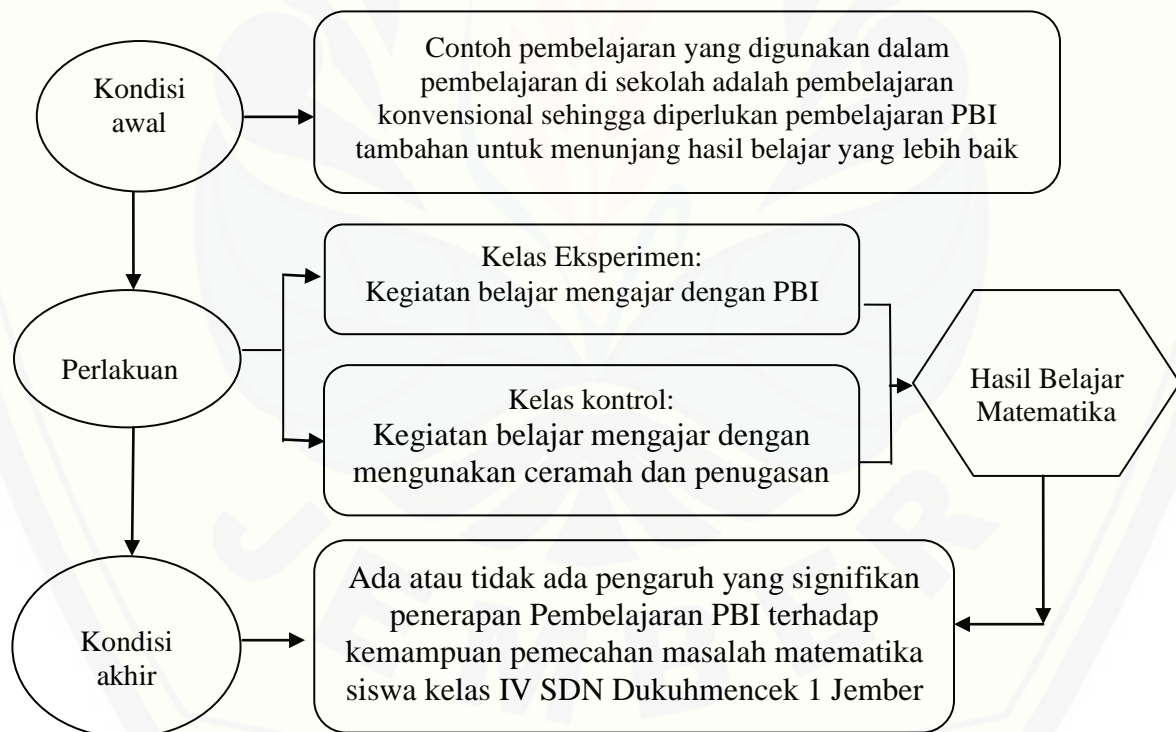 Kondisi
awal
Contoh pembelajaran yang digunakan dalam
pembelajaran di sekolah adalah pembelajaran
konvensional sehingga diperlukan pembelajaran PBI
tambahan untuk menunjang hasil belajar yang lebih baik
Perlakuan
Kelas Eksperimen:
Kegiatan belajar mengajar dengan PBI
Kelas kontrol:
Kegiatan belajar mengajar dengan
mengunakan ceramah dan penugasan
Hasil Belajar
Matematika
Kondisi
akhir
Ada atau tidak ada pengaruh yang signifikan
penerapan Pembelajaran PBI terhadap
kemampuan pemecahan masalah matematika
siswa kelas IV SDN Dukuhmencek 1 Jember
JEMBER